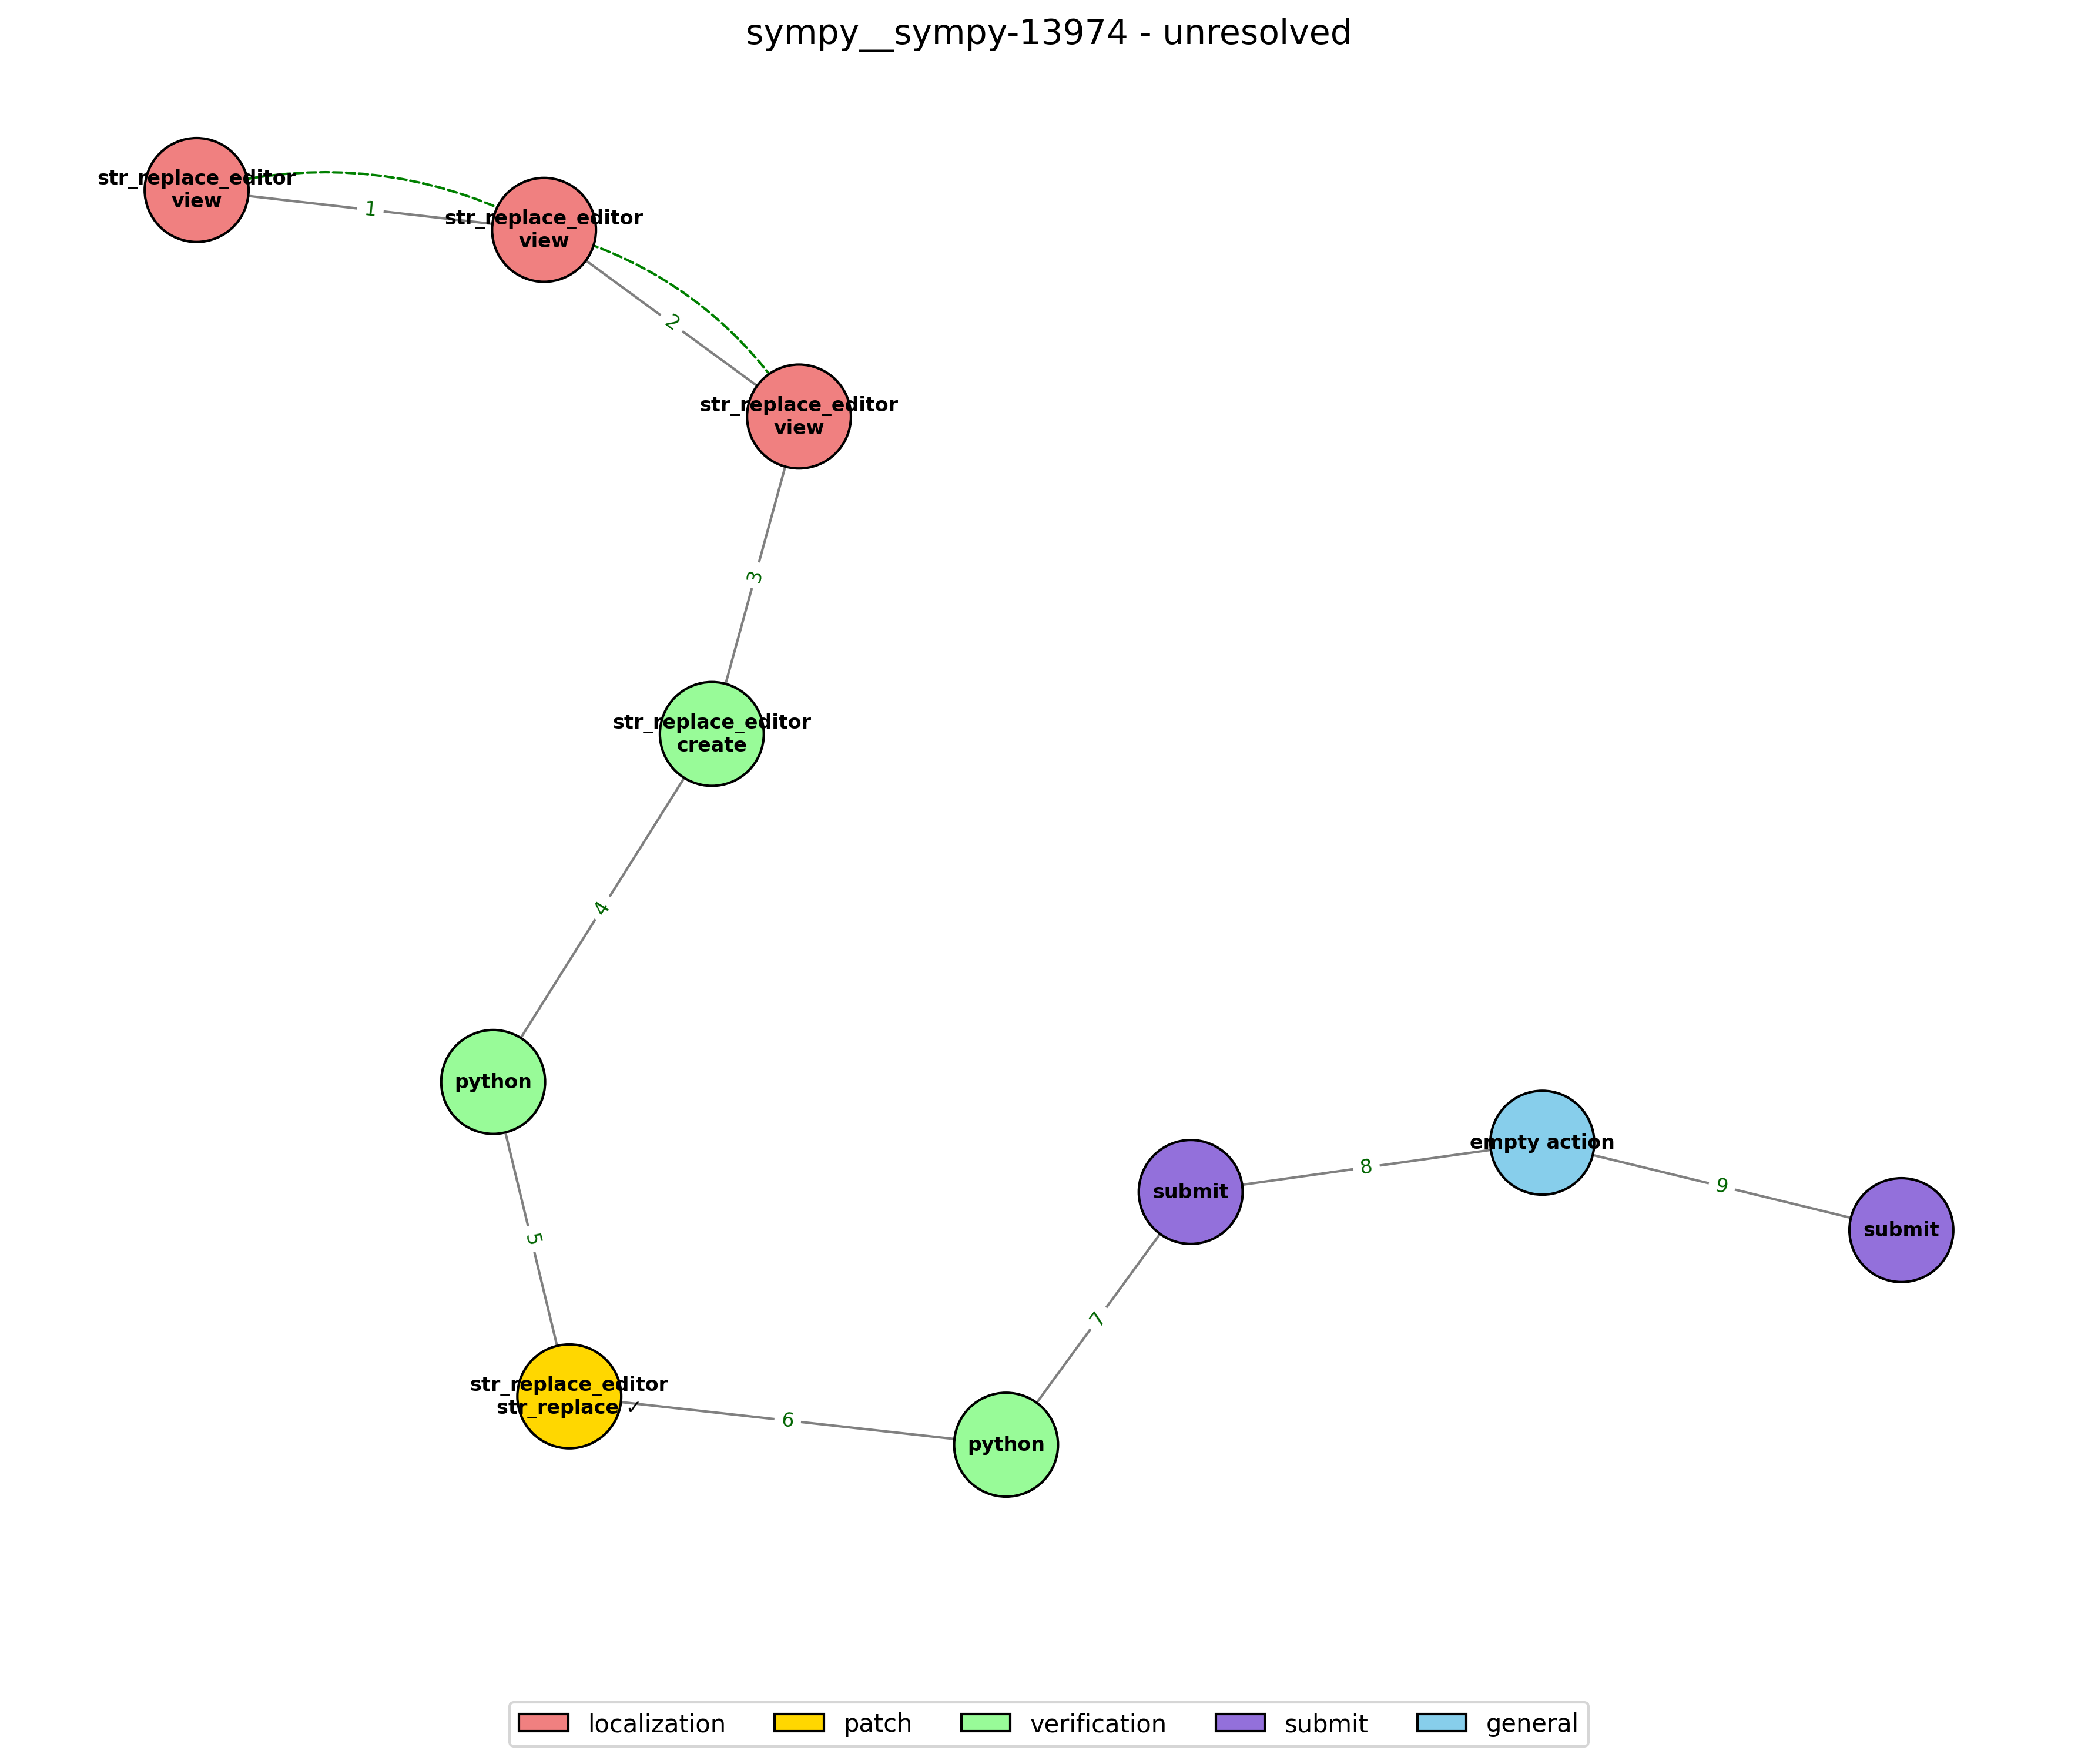 sympy__sympy-13974 - unresolved
str_replace_editor
view
1
str_replace_editor
view
2
str_replace_editor
view
3
str_replace_editor
create
4
python
5
str_replace_editor
str_replace ✓
6
python
7
submit
8
empty action
9
submit
localization
patch
verification
submit
general